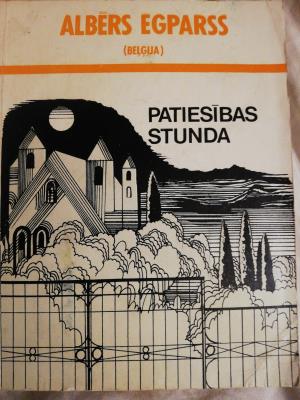 ALBĒRS EGPARSS
(BEĻĢIJA)
PATIESĪBAS
STUNDA